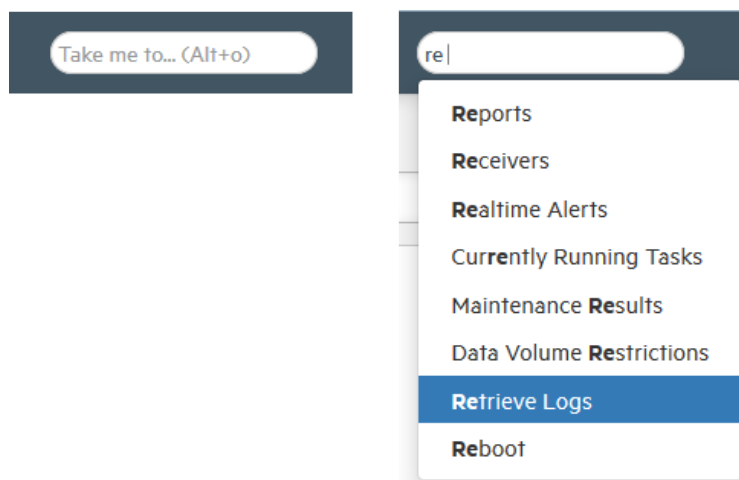 Take me to... (Alt+o)
re
Reports
Receivers
Realtime Alerts
Currently Running Tasks
Maintenance Results
Data Volume Restrictions
Retrieve Logs
Reboot